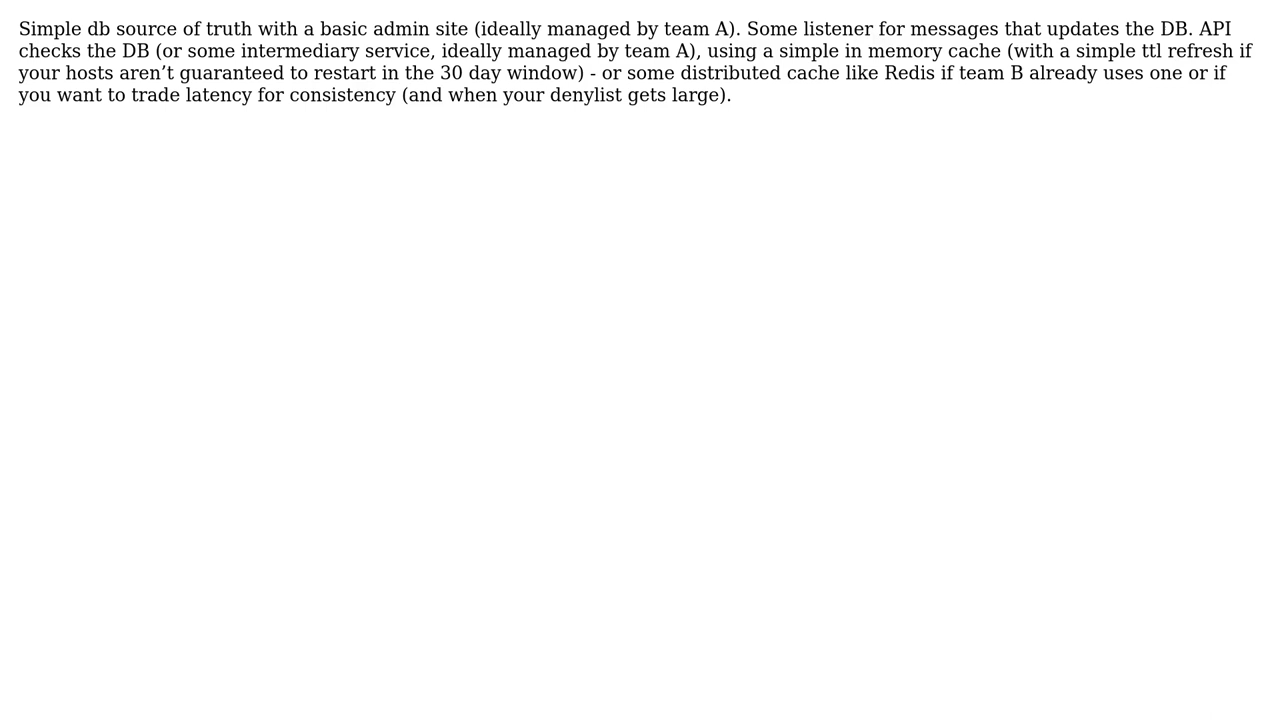 Simple db source of truth with a basic admin site (ideally managed by team A). Some listener for messages that updates the DB. API
checks the DB (or some intermediary service, ideally managed by team A), using a simple in memory cache (with a simple ttl refresh if
your hosts aren’t guaranteed to restart in the 30 day window) - or some distributed cache like Redis if team B already uses one or if
you want to trade latency for consistency (and when your denylist gets large).